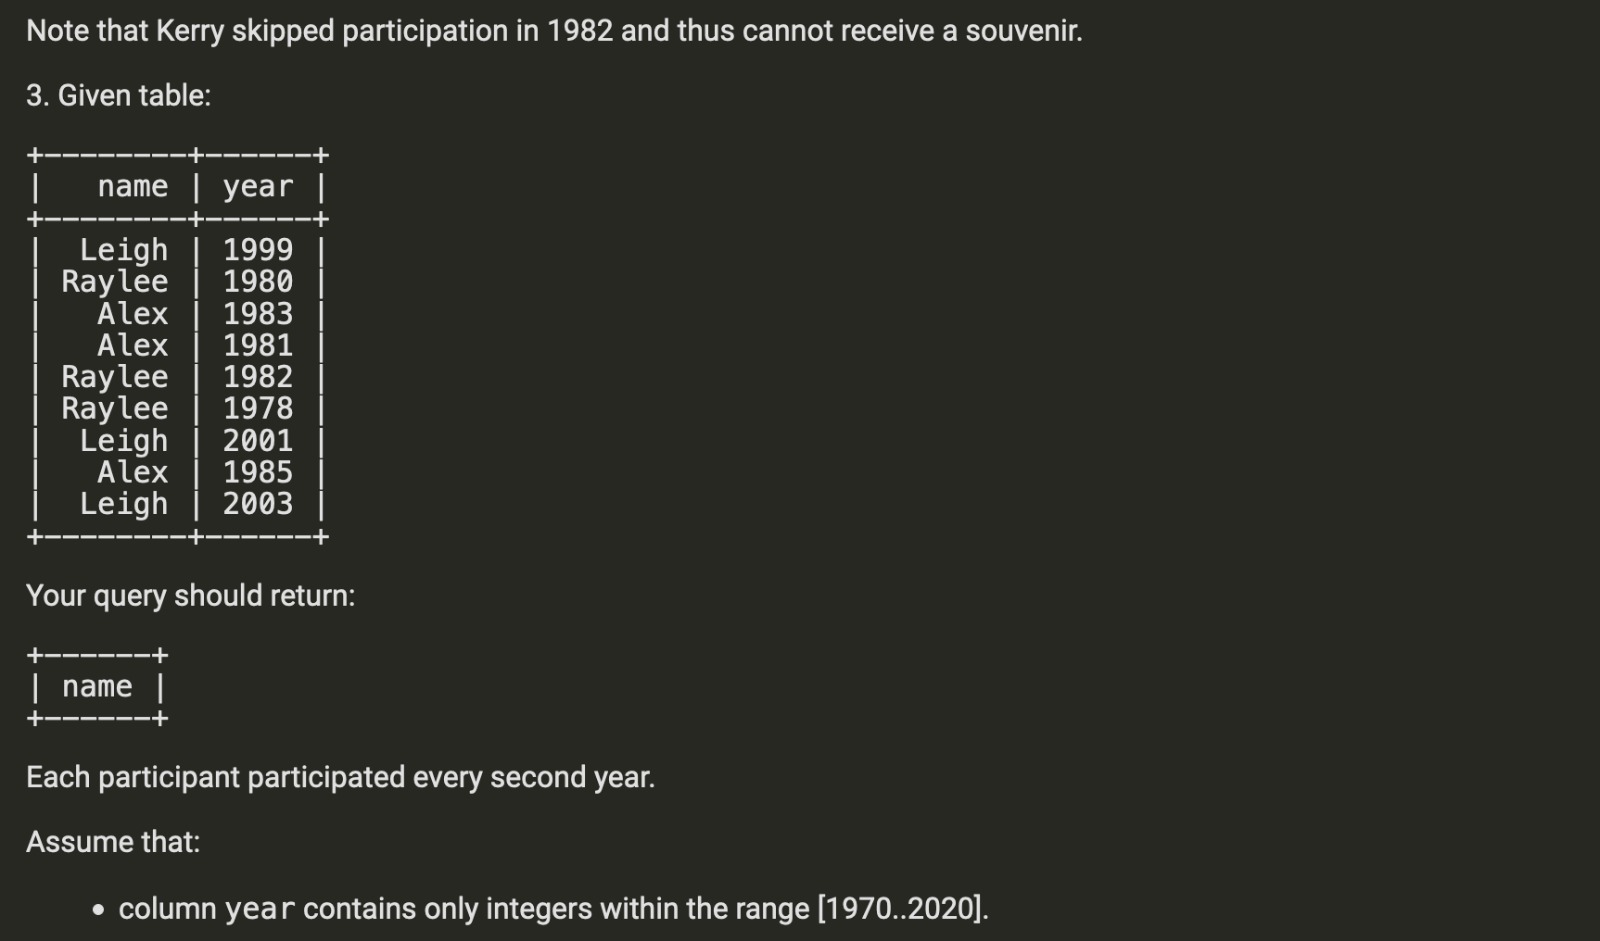 Note that Kerry skipped participation in 1982 and thus cannot receive a souvenir.
3. Given table:
+--------+------+
|   name | year |
+--------+------+
|  Leigh | 1999 |
| Raylee | 1980 |
|   Alex | 1983 |
|   Alex | 1981 |
| Raylee | 1982 |
| Raylee | 1978 |
|  Leigh | 2001 |
|   Alex | 1985 |
|  Leigh | 2003 |
+--------+------+
Your query should return:
+------+
| name |
+------+
Each participant participated every second year.
Assume that:
• column year contains only integers within the range [1970..2020].